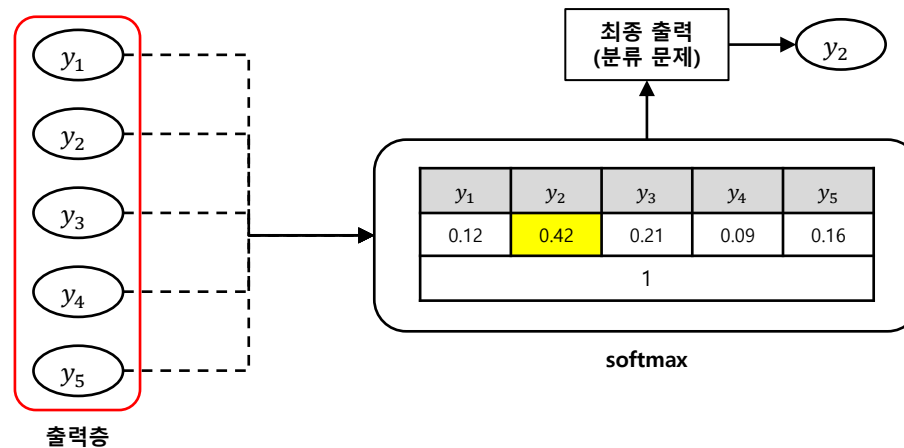 y₁
y₂
y₃
y₄
y₅
출력층
최종 출력
(분류 문제)
y₂
y₁ y₂ y₃ y₄ y₅
0.12 0.42 0.21 0.09 0.16
1
softmax